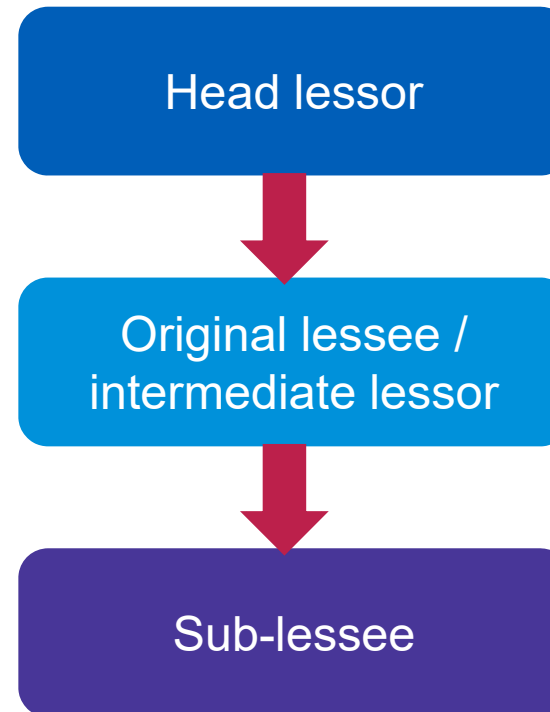 Head lessor
Original lessee /
intermediate lessor
Sub-lessee